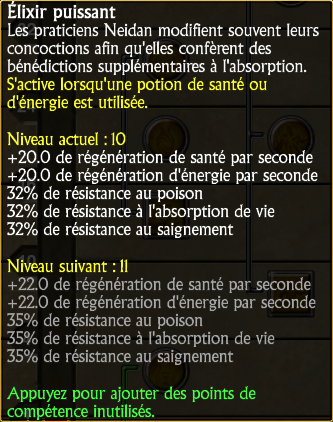 Élixir puissant
Les praticiens Neidan modifient souvent leurs
concoctions afin qu'elles confèrent des
bénédictions supplémentaires à l'absorption.
S'active lorsqu'une potion de santé ou
d'énergie est utilisée.
Niveau actuel : 10
+20.0 de régénération de santé par seconde
+20.0 de régénération d'énergie par seconde
32% de résistance au poison
32% de résistance à l'absorption de vie
32% de résistance au saignement
Niveau suivant : 11
+22.0 de régénération de santé par seconde
+22.0 de régénération d'énergie par seconde
35% de résistance au poison
35% de résistance à l'absorption de vie
35% de résistance au saignement
Appuyez pour ajouter des points de
compétence inutilisés.